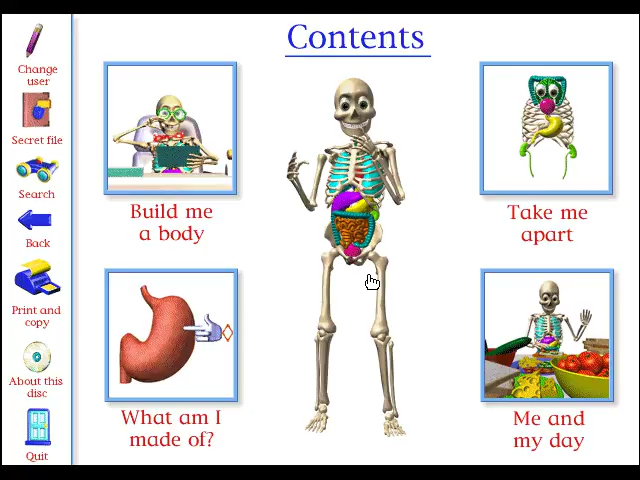 Contents
Change
user
Secret file
Search
Back
Print and
copy
About this
disc
Quit
Build me
a body
Take me
apart
What am I
made of?
Me and
my day